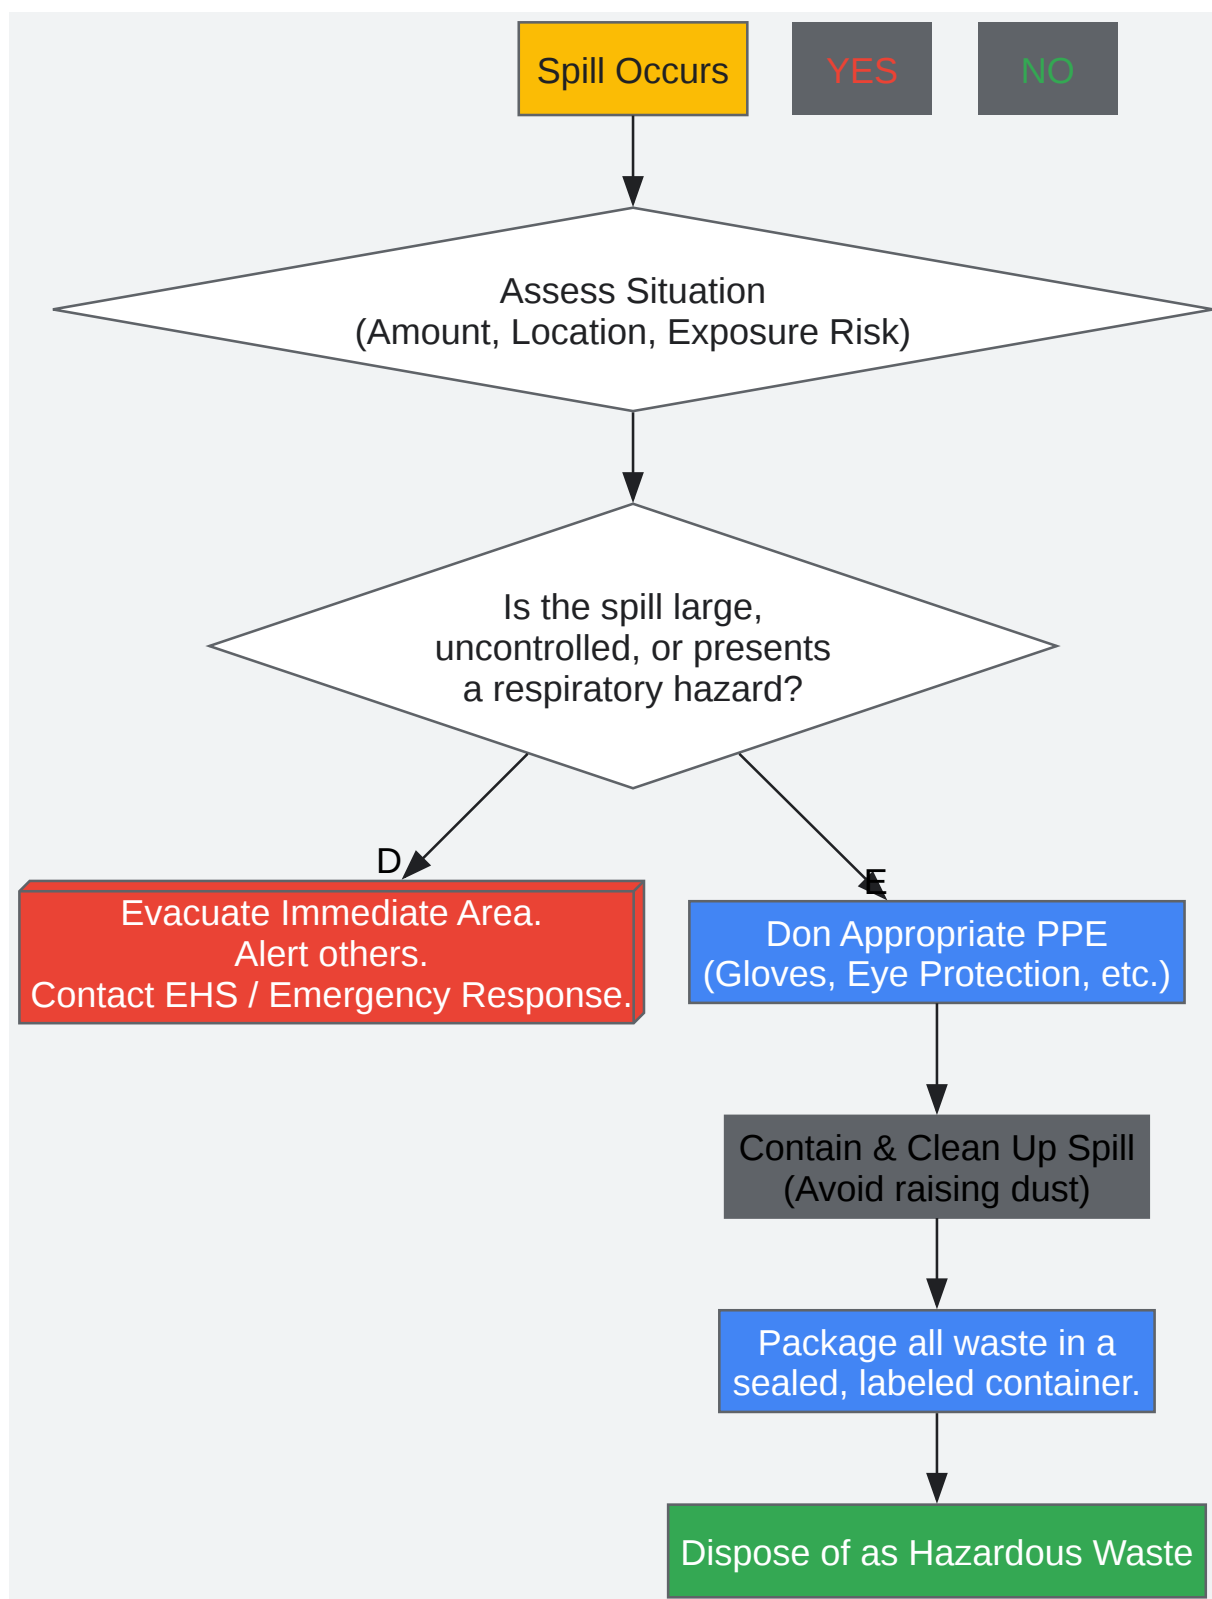 Spill Occurs
YES
NO
Assess Situation
(Amount, Location, Exposure Risk)
Is the spill large,
uncontrolled, or presents
a respiratory hazard?
D
E
Evacuate Immediate Area.
Alert others.
Contact EHS / Emergency Response.
Don Appropriate PPE
(Gloves, Eye Protection, etc.)
Contain & Clean Up Spill
(Avoid raising dust)
Package all waste in a
sealed, labeled container.
Dispose of as Hazardous Waste